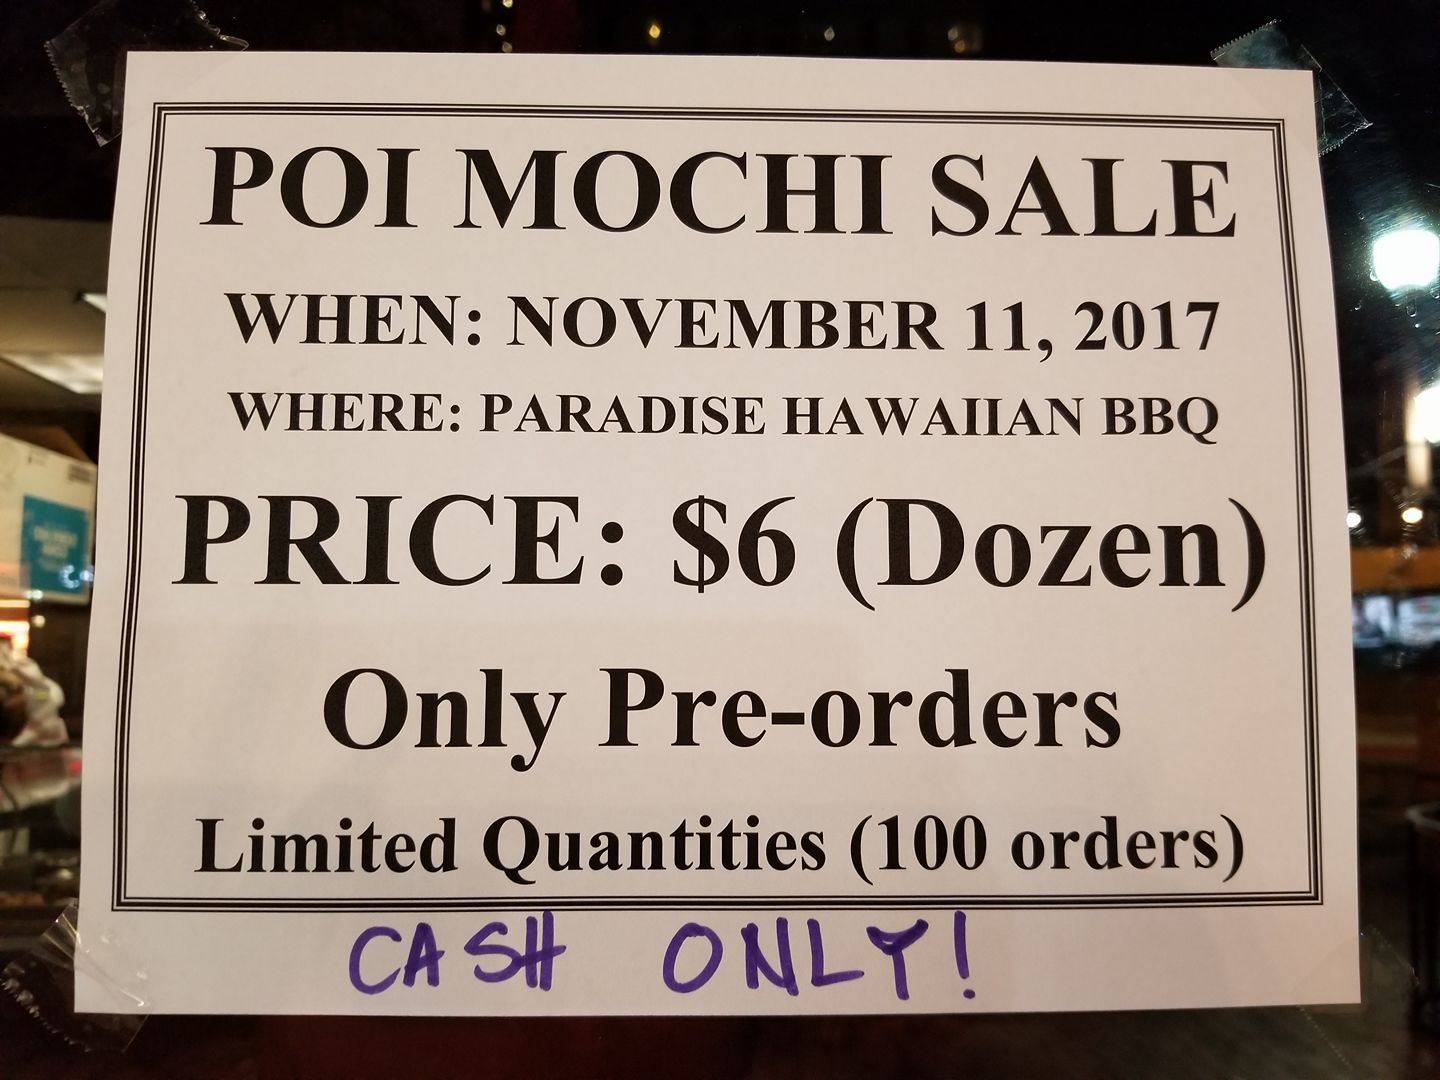 POI MOCHI SALE
WHEN: NOVEMBER 11, 2017
WHERE: PARADISE HAWAIIAN BBQ
PRICE: $6 (Dozen)
Only Pre-orders
Limited Quantities (100 orders)
CASH ONLY!